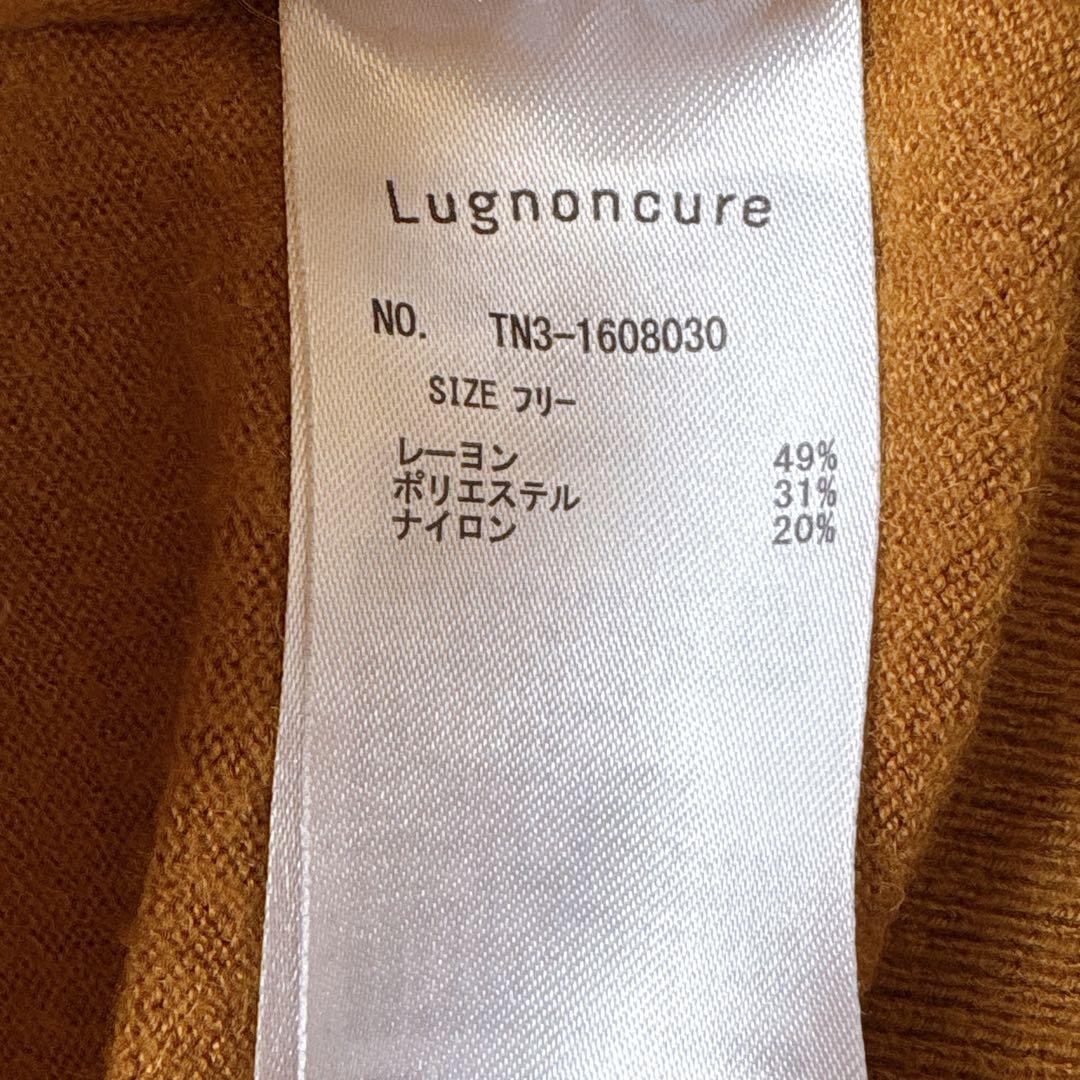 Lugnoncure
NO. TN3-1608030
SIZE フリー
レーヨン 49%
ポリエステル 31%
ナイロン 20%